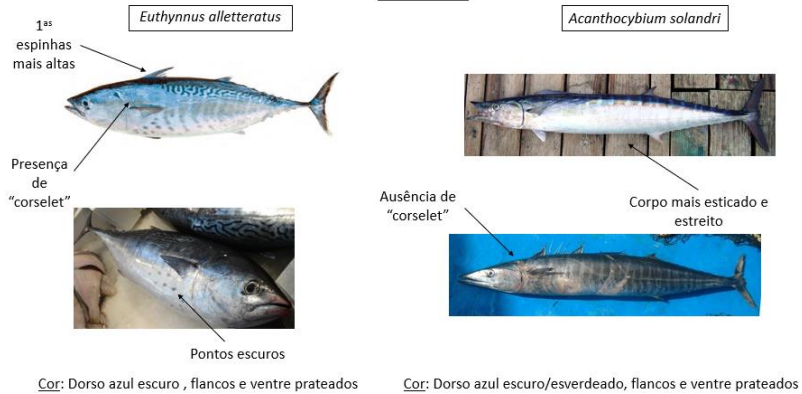 Euthynnus alletteratus
Acanthocybium solandri
1ᵃˢ
espinhas
mais altas
Presença
de
“corselet”
Ausência de
“corselet”
Corpo mais esticado e
estreito
Pontos escuros
Cor: Dorso azul escuro , flancos e ventre prateados
Cor: Dorso azul escuro/esverdeado, flancos e ventre prateados